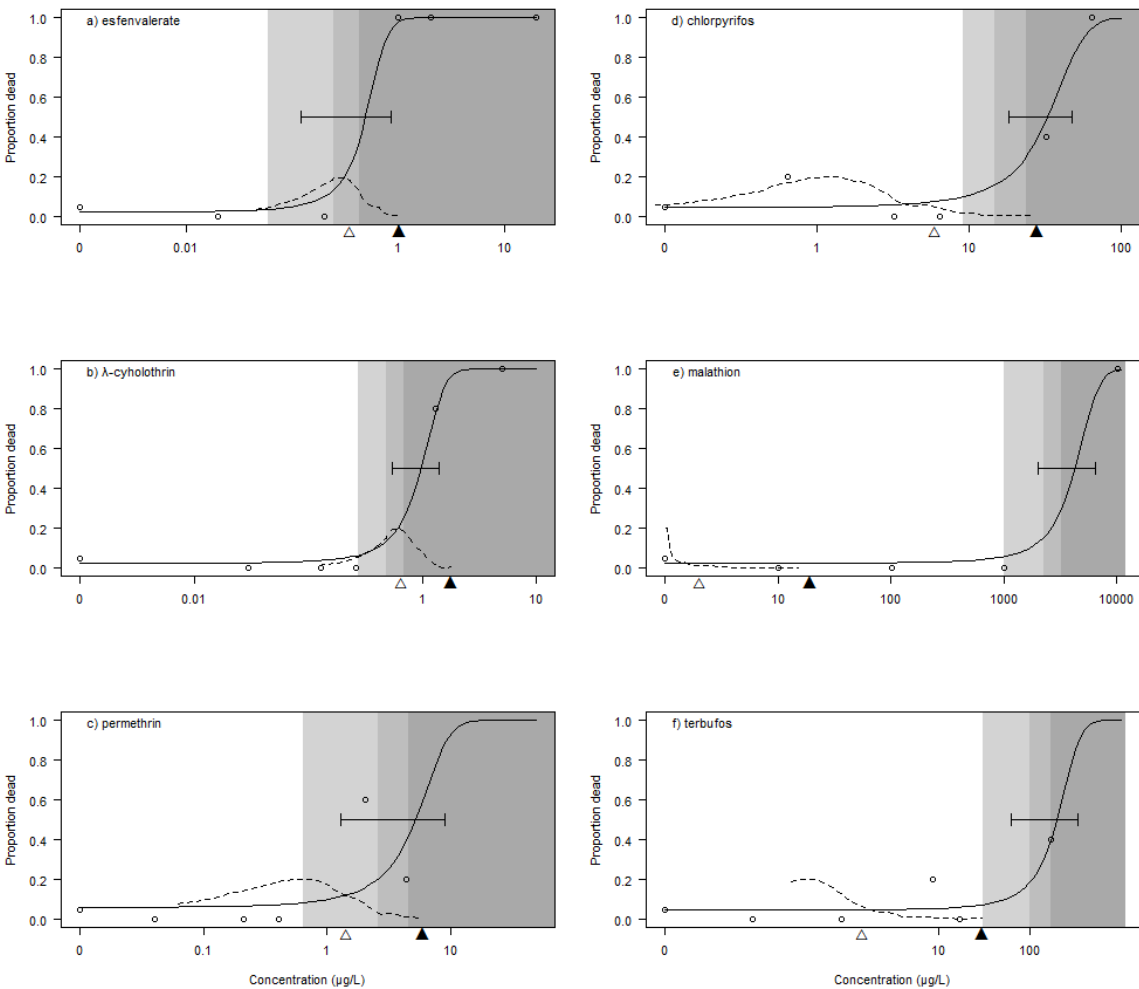 a) esfenvalerate
Proportion dead
1.0
0.8
0.6
0.4
0.2
0.0
0 0.01 1 10
d) chlorpyrifos
Proportion dead
1.0
0.8
0.6
0.4
0.2
0.0
0 1 10 100
b) λ-cyholothrin
Proportion dead
1.0
0.8
0.6
0.4
0.2
0.0
0 0.01 1 10
e) malathion
Proportion dead
1.0
0.8
0.6
0.4
0.2
0.0
0 10 100 1000 10000
c) permethrin
Proportion dead
1.0
0.8
0.6
0.4
0.2
0.0
0 0.1 1 10
Concentration (µg/L)
f) terbufos
Proportion dead
1.0
0.8
0.6
0.4
0.2
0.0
0 10 100
Concentration (µg/L)